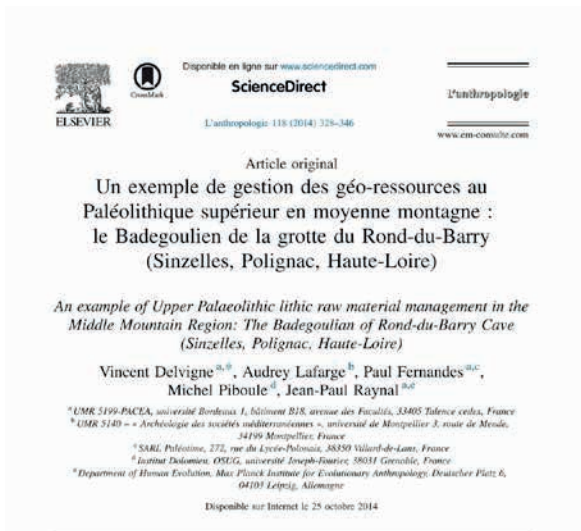 Disponible en ligne sur www.sciencedirect.com
ScienceDirect
CrossMark
ELSEVIER
L'anthropologie 118 (2014) 328–346
L'anthropologie
www.em-consulte.com
Article original
Un exemple de gestion des géo-ressources au
Paléolithique supérieur en moyenne montagne :
le Badegoulien de la grotte du Rond-du-Barry
(Sinzelles, Polignac, Haute-Loire)
An example of Upper Palaeolithic lithic raw material management in the
Middle Mountain Region: The Badegoulian of Rond-du-Barry Cave
(Sinzelles, Polignac, Haute-Loire)
Vincent Delvigne a,*, Audrey Lafarge b, Paul Fernandes a,c,
Michel Piboule d, Jean-Paul Raynal a,e
a UMR 5199-PACEA, université Bordeaux 1, bâtiment B18, avenue des Facultés, 33405 Talence cedex, France
b UMR 5140 – « Archéologie des sociétés méditerranéennes », université de Montpellier 3, route de Mende,
34199 Montpellier, France
c SARL Paléotime, 272, rue du Lycée-Polonais, 38350 Villard-de-Lans, France
d Institut Dolomieu, OSUG, université Joseph-Fourier, 38031 Grenoble, France
e Department of Human Evolution, Max Planck Institute for Evolutionary Anthropology, Deutscher Platz 6,
04103 Leipzig, Allemagne
Disponible sur Internet le 25 octobre 2014